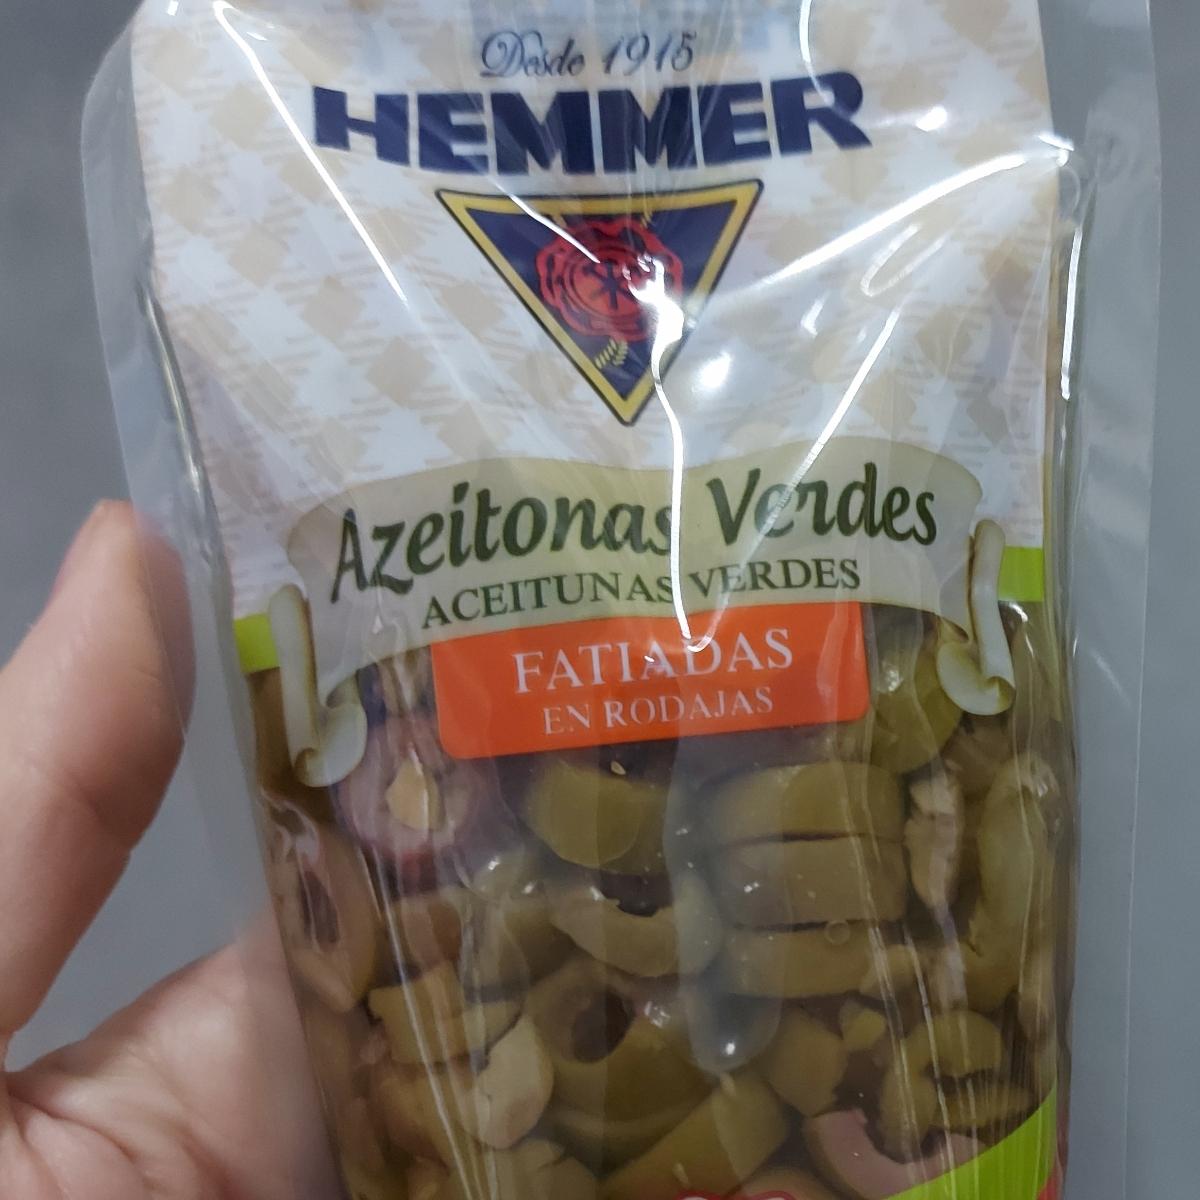 Desde 1915
HEMMER
Azeitonas Verdes
ACEITUNAS VERDES
FATIADAS
EN RODAJAS